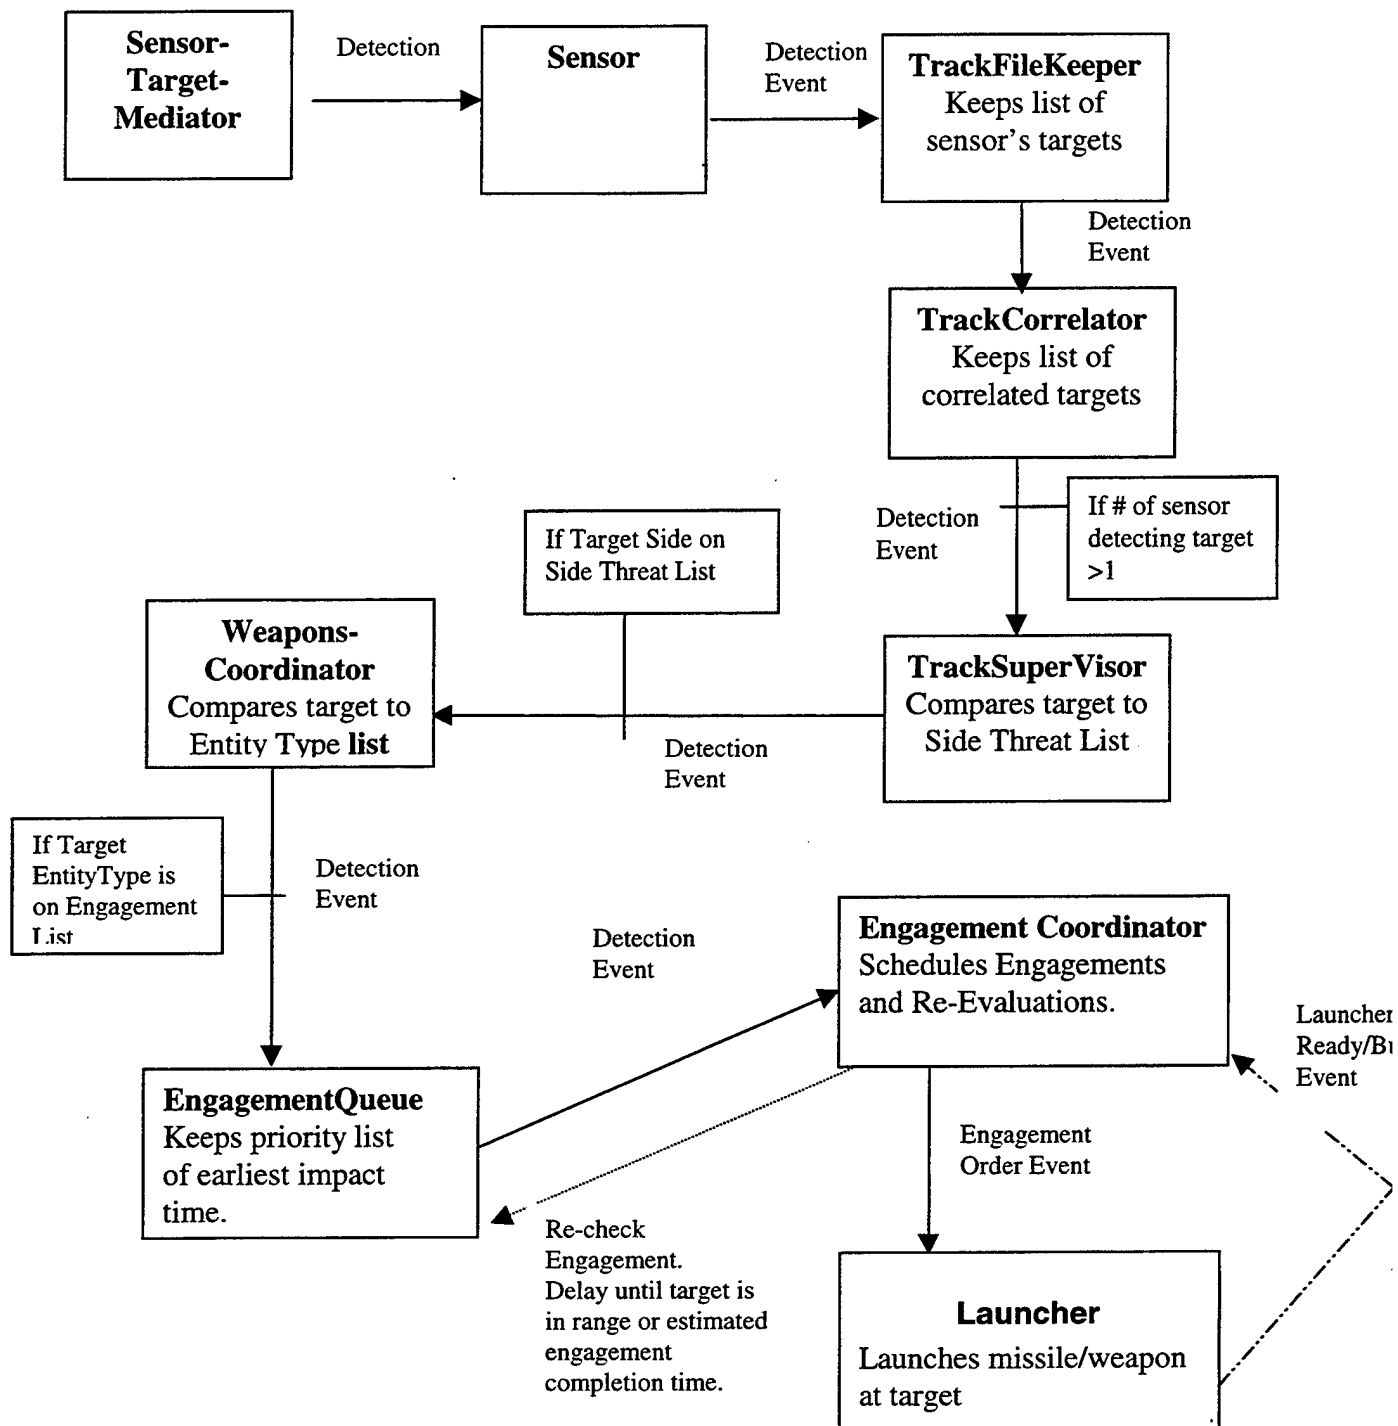 Sensor-
Target-
Mediator
Detection
Sensor
Detection
Event
TrackFileKeeper
Keeps list of
sensor's targets
Detection
Event
TrackCorrelator
Keeps list of
correlated targets
Detection
Event
If # of sensor
detecting target
>1
If Target Side on
Side Threat List
Weapons-
Coordinator
Compares target to
Entity Type list
TrackSuperVisor
Compares target to
Side Threat List
Detection
Event
If Target
EntityType is
on Engagement
List
Detection
Event
Detection
Event
Engagement Coordinator
Schedules Engagements
and Re-Evaluations.
Launcher
Ready/Bu
Event
EngagementQueue
Keeps priority list
of earliest impact
time.
Engagement
Order Event
Re-check
Engagement.
Delay until target is
in range or estimated
engagement
completion time.
Launcher
Launches missile/weapon
at target